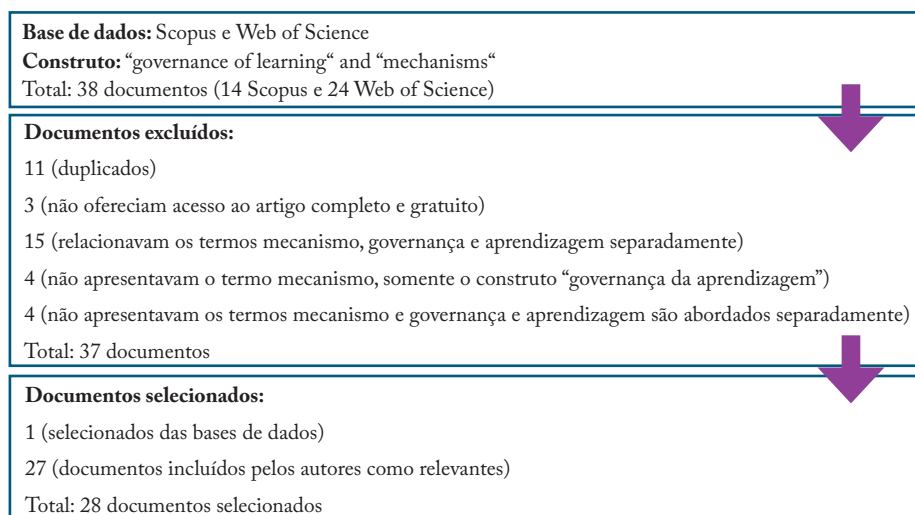 Base de dados: Scopus e Web of Science
Construto: “governance of learning“ and “mechanisms“
Total: 38 documentos (14 Scopus e 24 Web of Science)
Documentos excluídos:
11 (duplicados)
3 (não ofereciam acesso ao artigo completo e gratuito)
15 (relacionavam os termos mecanismo, governança e aprendizagem separadamente)
4 (não apresentavam o termo mecanismo, somente o construto “governança da aprendizagem”)
4 (não apresentavam os termos mecanismo e governança e aprendizagem são abordados separadamente)
Total: 37 documentos
Documentos selecionados:
1 (selecionados das bases de dados)
27 (documentos incluídos pelos autores como relevantes)
Total: 28 documentos selecionados